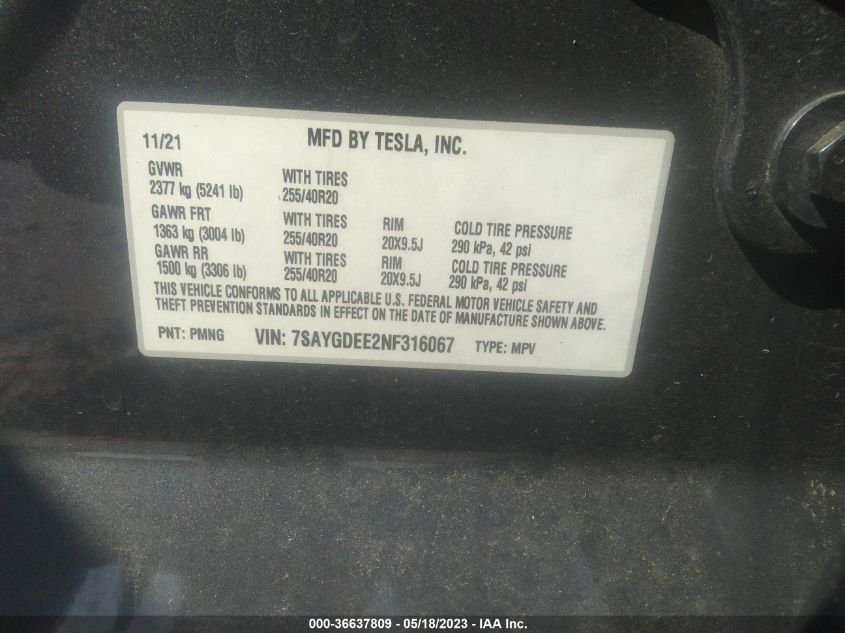 11/21 MFD BY TESLA, INC.
GVWR
2377 kg (5241 lb) WITH TIRES 255/40R20
GAWR FRT
1363 kg (3004 lb) WITH TIRES 255/40R20 RIM 20X9.5J COLD TIRE PRESSURE 290 kPa, 42 psi
GAWR RR
1500 kg (3306 lb) WITH TIRES 255/40R20 RIM 20X9.5J COLD TIRE PRESSURE 290 kPa, 42 psi
THIS VEHICLE CONFORMS TO ALL APPLICABLE U.S. FEDERAL MOTOR VEHICLE SAFETY AND
THEFT PREVENTION STANDARDS IN EFFECT ON THE DATE OF MANUFACTURE SHOWN ABOVE.
PNT: PMNG VIN: 7SAYGDEE2NF316067 TYPE: MPV
000-36637809 - 05/18/2023 - IAA Inc.